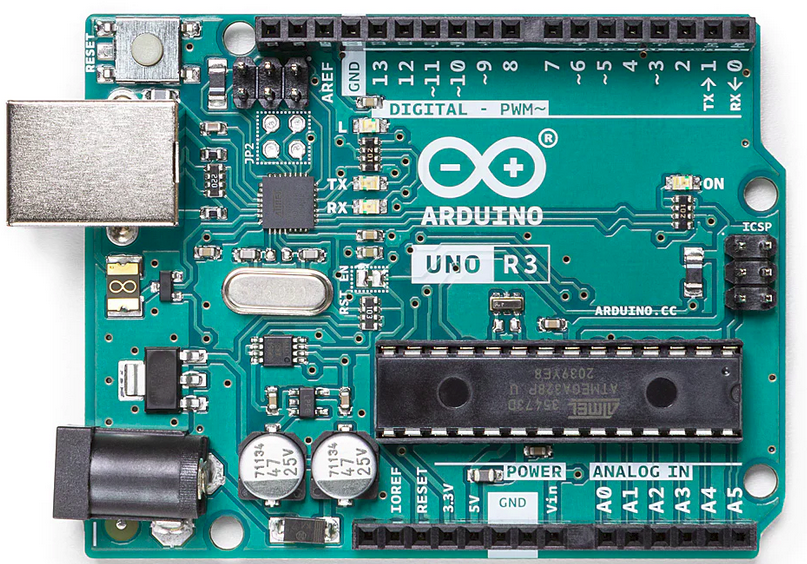 RESET
AREF
GND
13
12
~11
~10
~9
8
7
~6
~5
4
~3
2
TX→1
RX←0
DIGITAL - PWM~
JP2
L
TX
RX
ON
ICSP
®
ARDUINO
UNO R3
RST EN
ARDUINO.CC
ATMEL
35473D
ATMEGA328P U
2039YE8
71134
47
25V
71134
47
25V
POWER
ANALOG IN
IOREF
RESET
3.3V
5V
GND
Vin
A0
A1
A2
A3
A4
A5